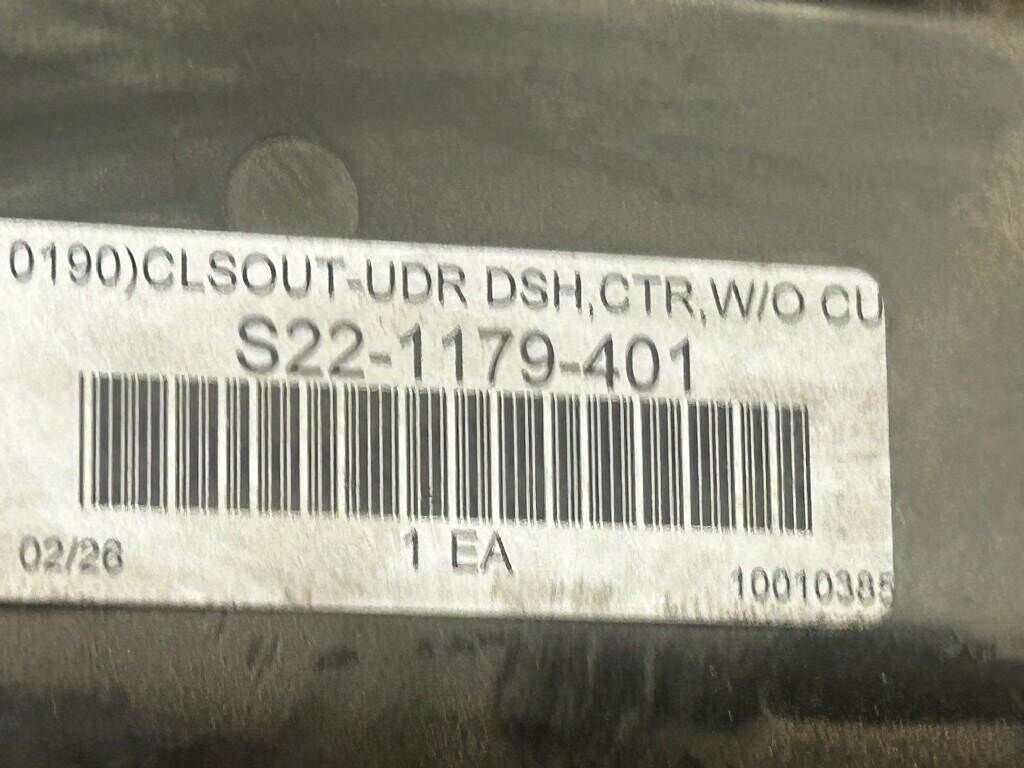 0190)CLSOUT-UDR DSH,CTR,W/O CU
S22-1179-401
02/26
1 EA
10010385